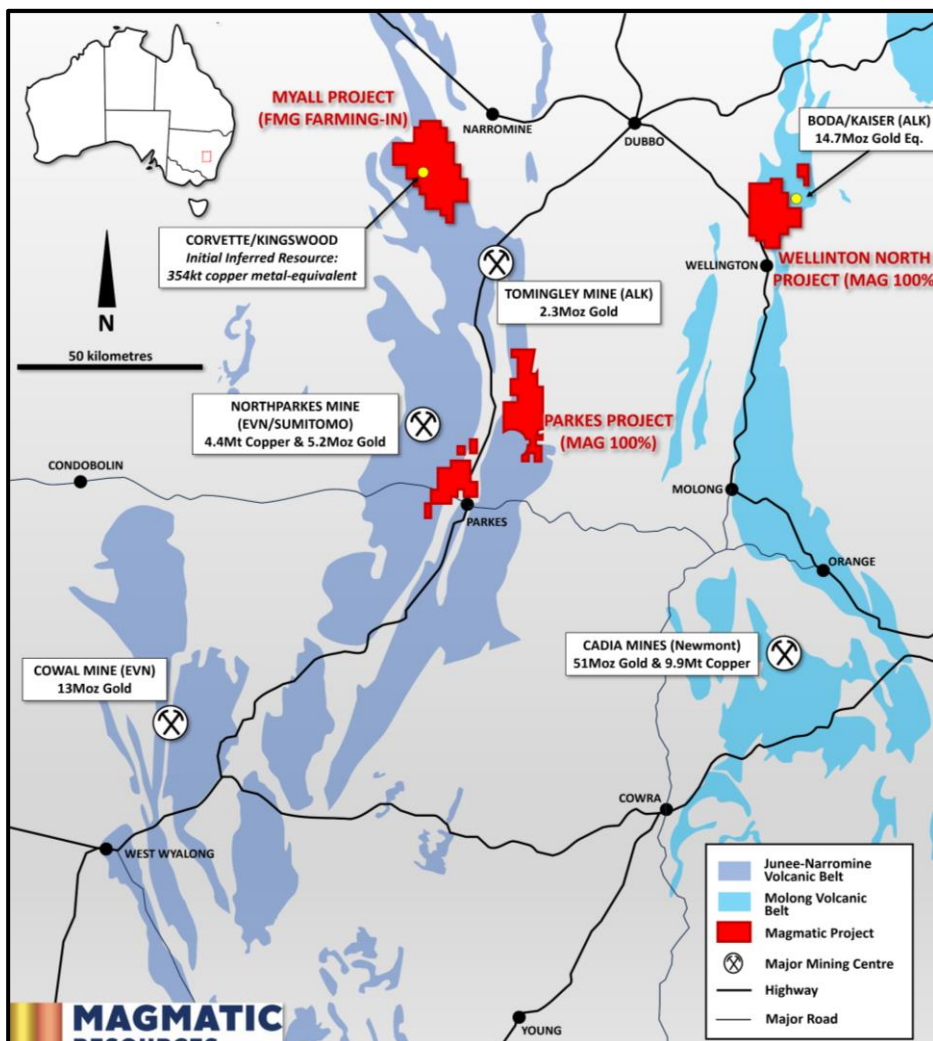 MYALL PROJECT
(FMG FARMING-IN)
NARROMINE
DUBBO
BODA/KAISER (ALK)
14.7Moz Gold Eq.
CORVETTE/KINGSWOOD
Initial Inferred Resource:
354kt copper metal-equivalent
WELLINGTON
WELLINTON NORTH
PROJECT (MAG 100%)
N
TOMINGLEY MINE (ALK)
2.3Moz Gold
50 kilometres
NORTHPARKES MINE
(EVN/SUMITOMO)
4.4Mt Copper & 5.2Moz Gold
PARKES PROJECT
(MAG 100%)
CONDOBOLIN
MOLONG
PARKES
ORANGE
CADIA MINES (Newmont)
51Moz Gold & 9.9Mt Copper
COWAL MINE (EVN)
13Moz Gold
COWRA
WEST WYALONG
Junee-Narromine
Volcanic Belt
Molong Volcanic
Belt
Magmatic Project
Major Mining Centre
Highway
Major Road
YOUNG
MAGMATIC
RESOURCES